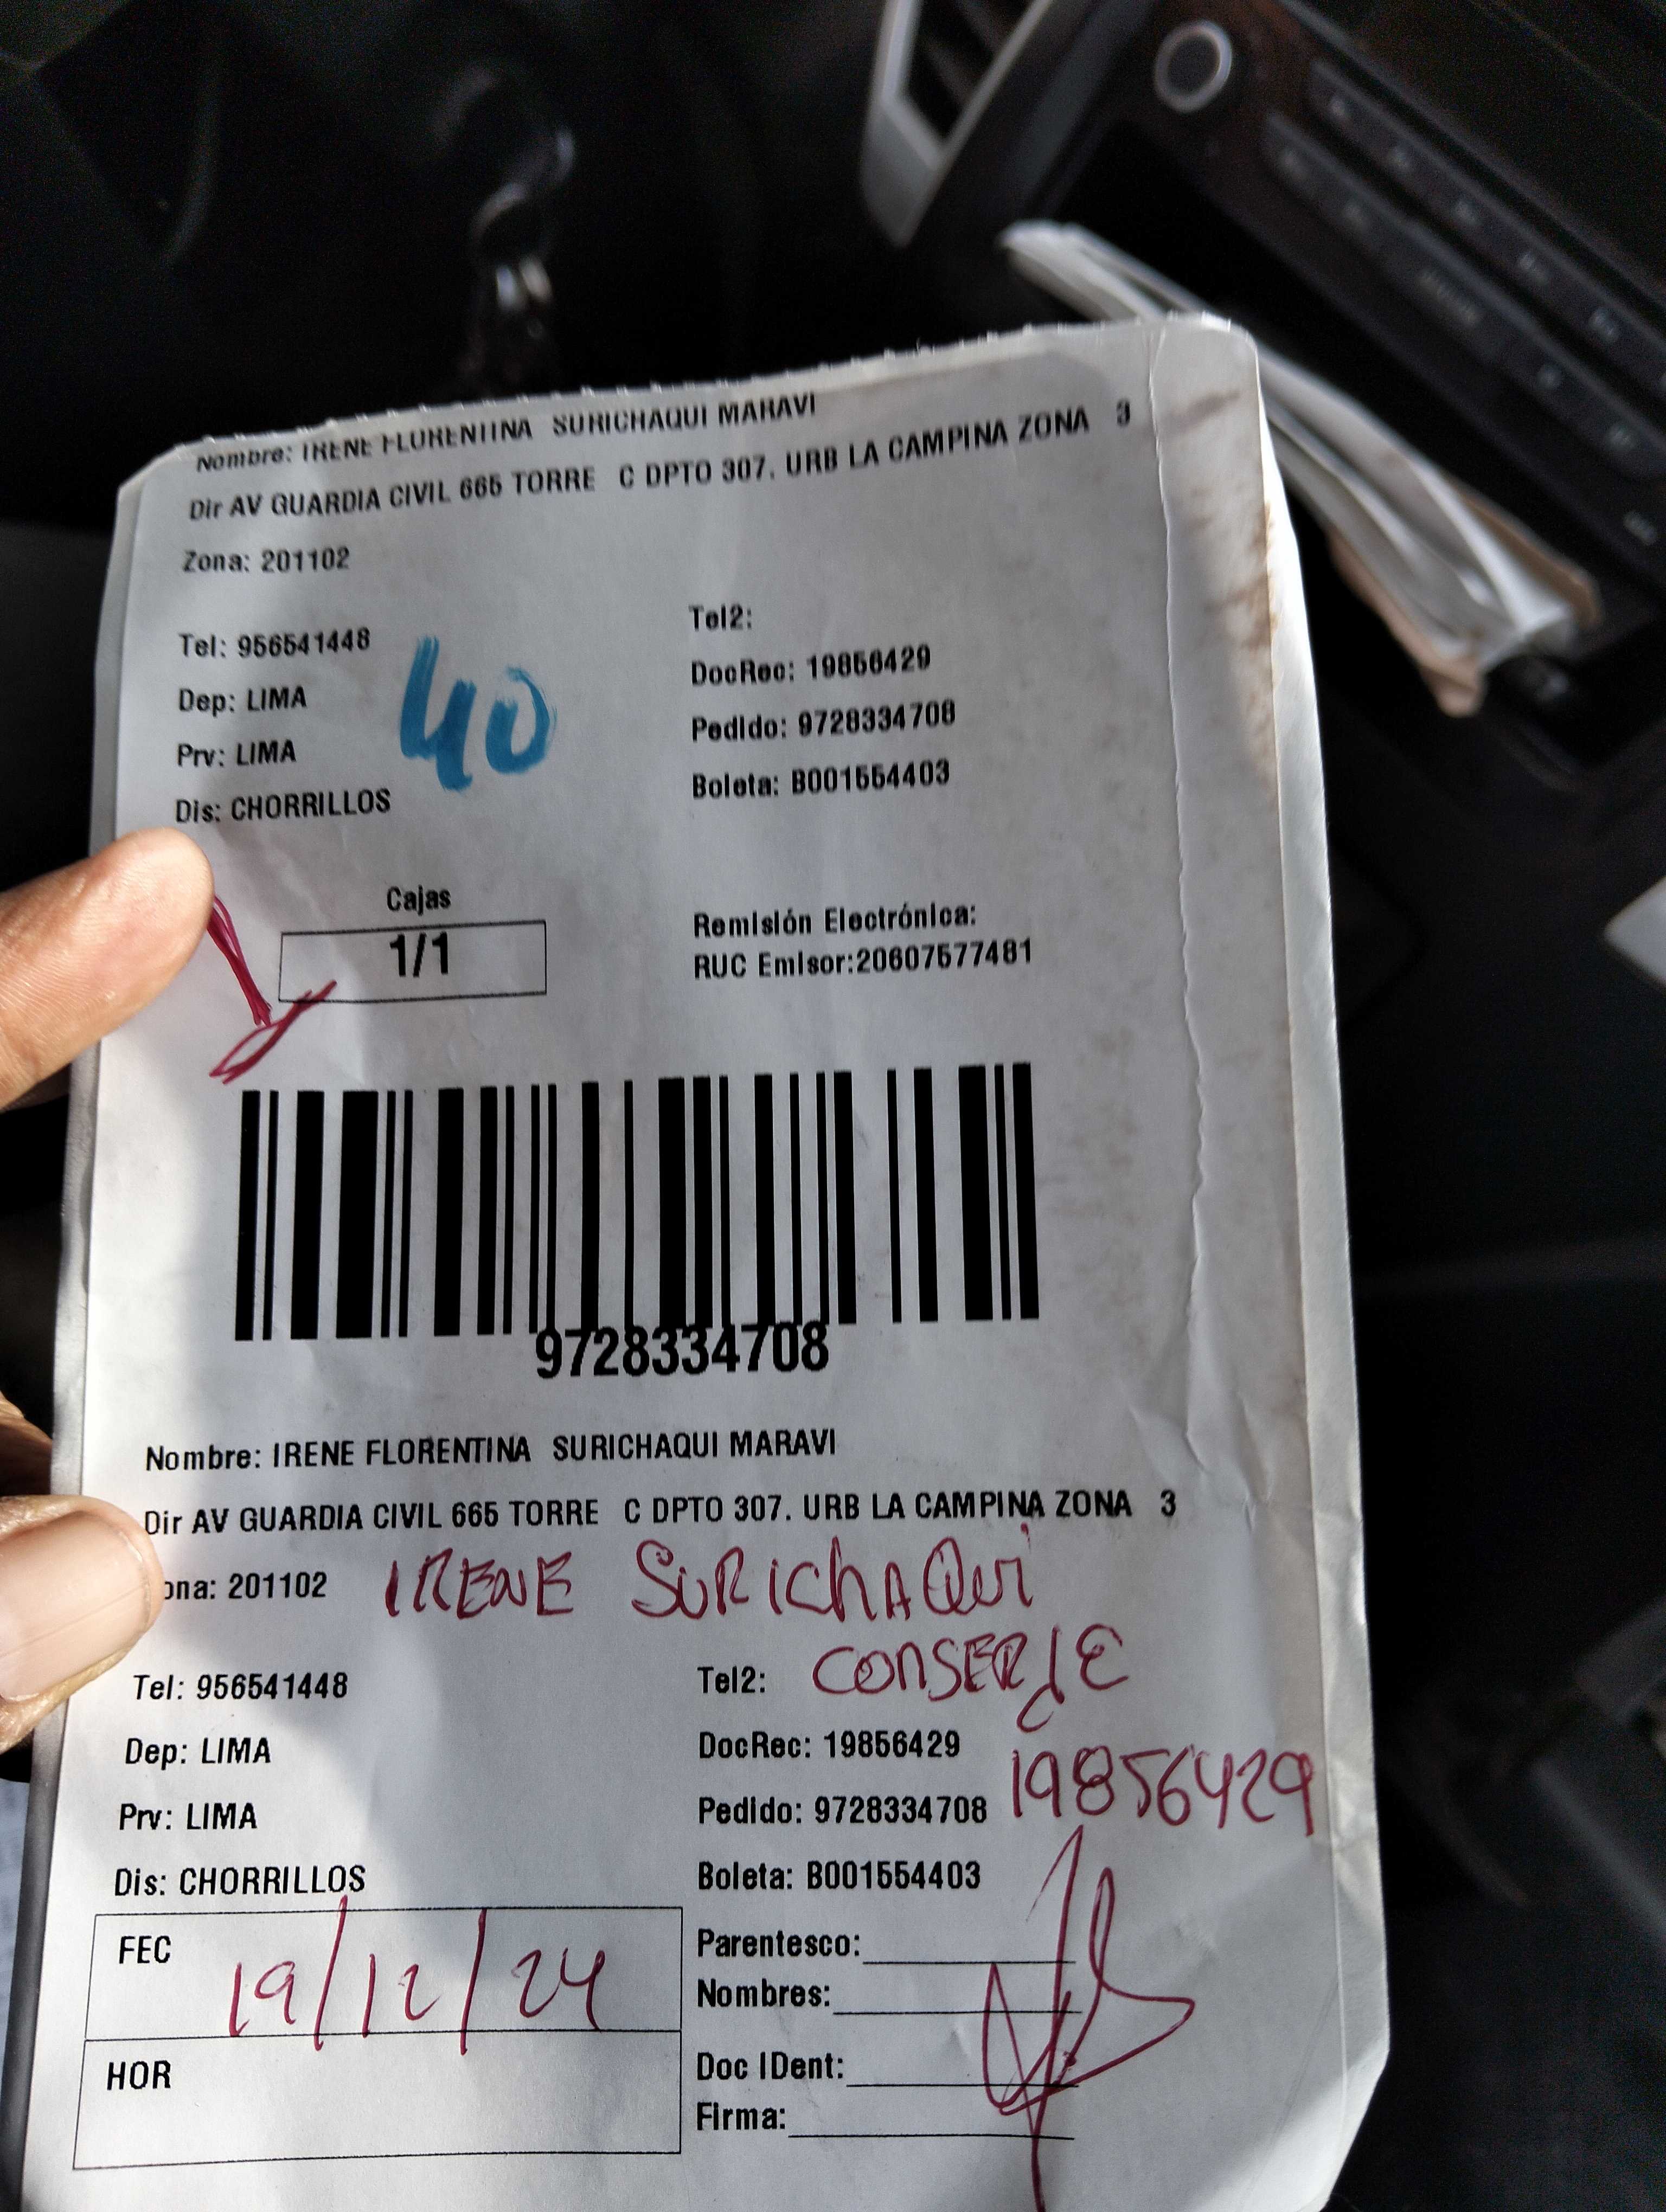 Nombre: IRENE FLORENTINA SURICHAQUI MARAVI
Dir AV GUARDIA CIVIL 665 TORRE C DPTO 307. URB LA CAMPINA ZONA 3
Zona: 201102
Tel: 956541448
Dep: LIMA
Prv: LIMA
Dis: CHORRILLOS
40
Tel2:
DocRec: 19856429
Pedido: 9728334708
Boleta: B001554403
Cajas
1/1
Remisión Electrónica:
RUC Emisor:20607577481
9728334708
Nombre: IRENE FLORENTINA SURICHAQUI MARAVI
Dir AV GUARDIA CIVIL 665 TORRE C DPTO 307. URB LA CAMPINA ZONA 3
ona: 201102
IRENE SURIChAQui
CONSERjE
Tel: 956541448
Dep: LIMA
Prv: LIMA
Dis: CHORRILLOS
Tel2:
DocRec: 19856429
19856429
Pedido: 9728334708
Boleta: B001554403
FEC
19/12/24
HOR
Parentesco:
Nombres:
Doc IDent:
Firma: